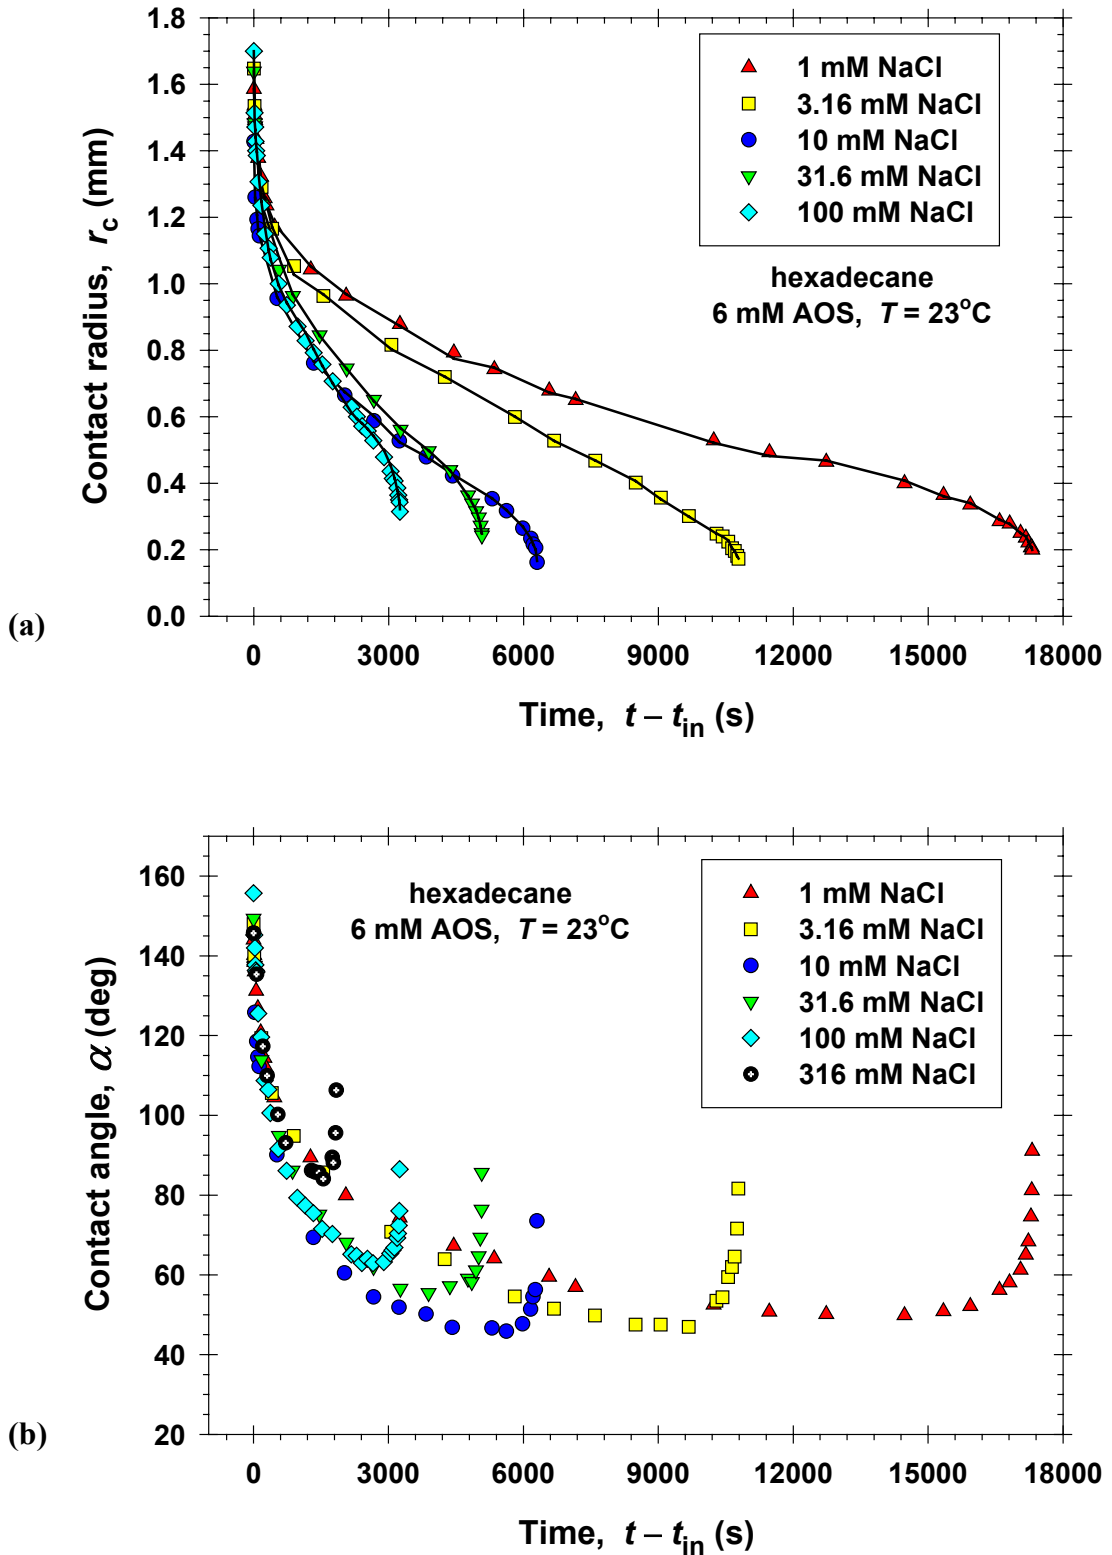 1.8
1.6
1.4
1.2
1.0
0.8
0.6
0.4
0.2
0.0
Contact radius, r_c (mm)
1 mM NaCl
3.16 mM NaCl
10 mM NaCl
31.6 mM NaCl
100 mM NaCl
hexadecane
6 mM AOS, T = 23°C
(a)
0 3000 6000 9000 12000 15000 18000
Time, t – t_in (s)
160
140
120
100
80
60
40
20
Contact angle, α (deg)
hexadecane
6 mM AOS, T = 23°C
1 mM NaCl
3.16 mM NaCl
10 mM NaCl
31.6 mM NaCl
100 mM NaCl
316 mM NaCl
(b)
0 3000 6000 9000 12000 15000 18000
Time, t – t_in (s)